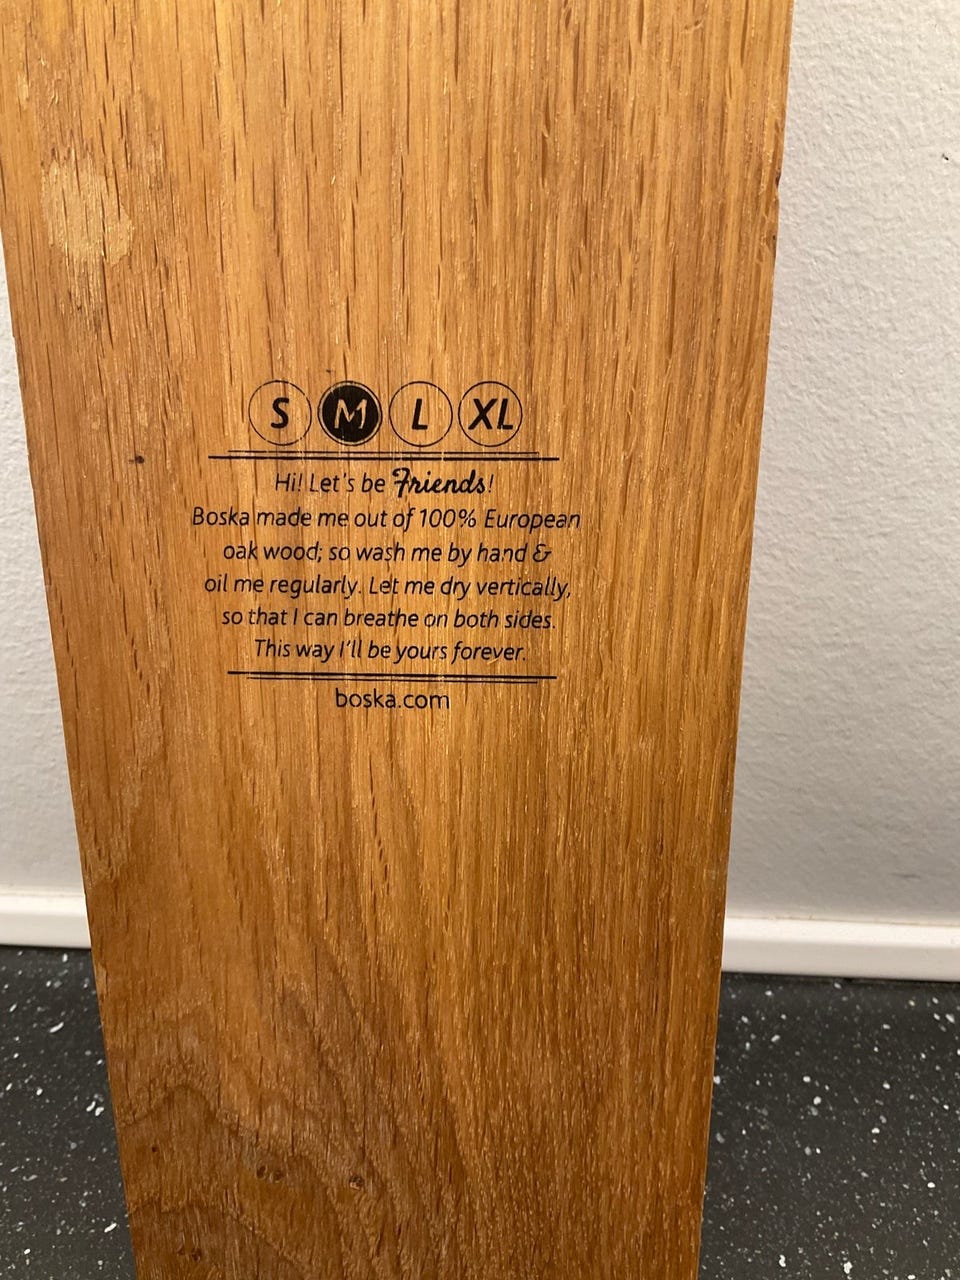 S M L XL
Hi! Let's be Friends!
Boska made me out of 100% European
oak wood; so wash me by hand &
oil me regularly. Let me dry vertically,
so that I can breathe on both sides.
This way I'll be yours forever.
boska.com